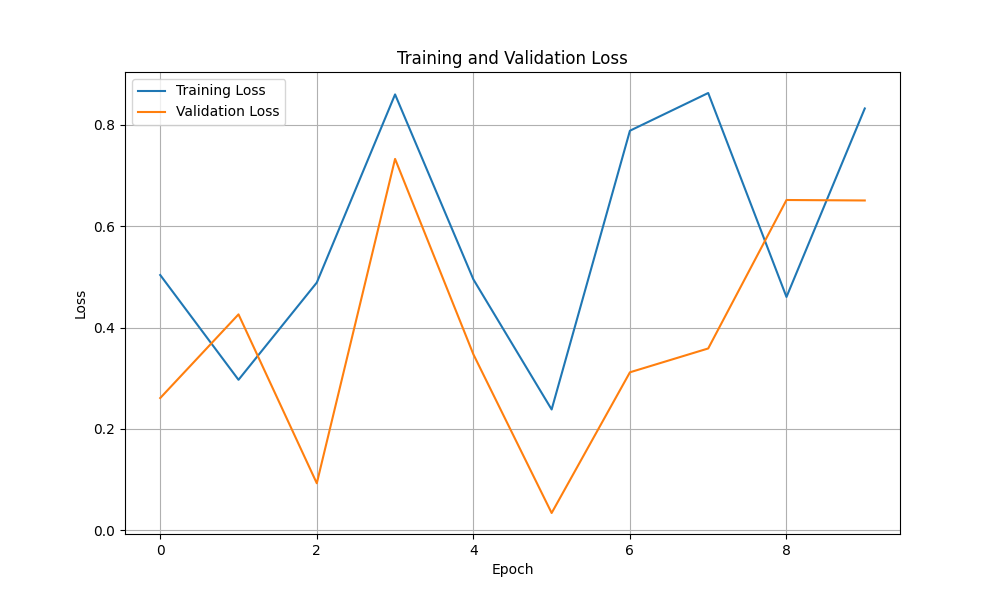 Training and Validation Loss
Training Loss
Validation Loss
0.8
0.6
0.4
0.2
0.0
Loss
0 2 4 6 8
Epoch